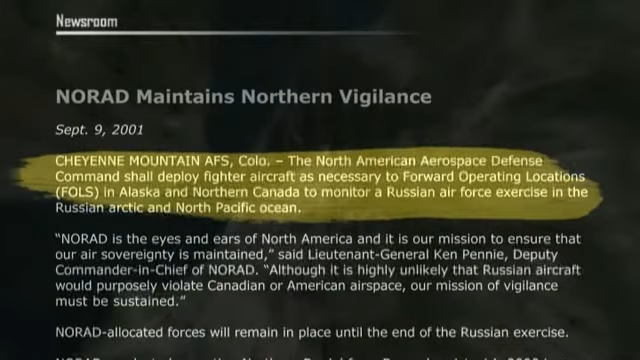 Newsroom
NORAD Maintains Northern Vigilance
Sept. 9, 2001
CHEYENNE MOUNTAIN AFS, Colo. – The North American Aerospace Defense
Command shall deploy fighter aircraft as necessary to Forward Operating Locations
(FOLS) in Alaska and Northern Canada to monitor a Russian air force exercise in the
Russian arctic and North Pacific ocean.
“NORAD is the eyes and ears of North America and it is our mission to ensure that
our air sovereignty is maintained,” said Lieutenant-General Ken Pennie, Deputy
Commander-in-Chief of NORAD. “Although it is highly unlikely that Russian aircraft
would purposely violate Canadian or American airspace, our mission of vigilance
must be sustained.”
NORAD-allocated forces will remain in place until the end of the Russian exercise.